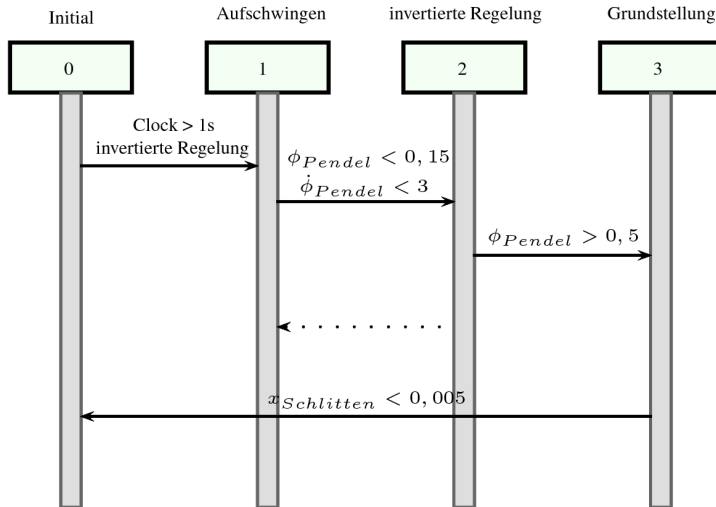 Initial Aufschwingen invertierte Regelung Grundstellung
0 1 2 3
Clock > 1s
invertierte Regelung
ϕ_Pendel < 0, 15
ϕ̇_Pendel < 3
ϕ_Pendel > 0, 5
x_Schlitten < 0, 005